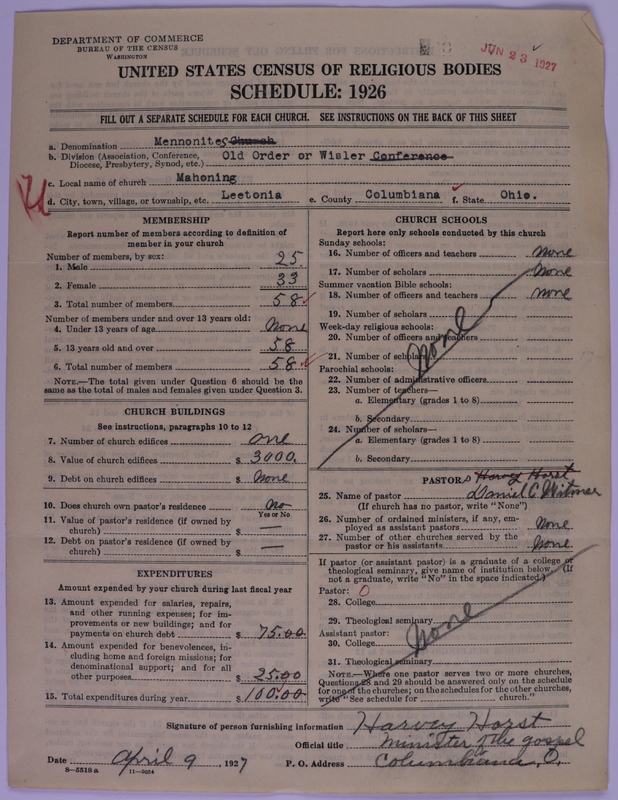 DEPARTMENT OF COMMERCE
BUREAU OF THE CENSUS
WASHINGTON
JUN 23 1927
UNITED STATES CENSUS OF RELIGIOUS BODIES
SCHEDULE: 1926
FILL OUT A SEPARATE SCHEDULE FOR EACH CHURCH. SEE INSTRUCTIONS ON THE BACK OF THIS SHEET
a. Denomination Mennonites Church
b. Division (Association, Conference, Diocese, Presbytery, Synod, etc.) Old Order or Wisler Conference
c. Local name of church Mahoning
d. City, town, village, or township, etc. Leetonia e. County Columbiana f. State Ohio.
MEMBERSHIP
Report number of members according to definition of
member in your church
Number of members, by sex:
1. Male 25
2. Female 33
3. Total number of members 58
Number of members under and over 13 years old:
4. Under 13 years of age None
5. 13 years old and over 58
6. Total number of members 58
NOTE.—The total given under Question 6 should be
same as the total of males and females given under Question 3.
CHURCH BUILDINGS
See instructions, paragraphs 10 to 12
7. Number of church edifices one
8. Value of church edifices $ 3000.
9. Debt on church edifices $ None
10. Does church own pastor's residence No
Yes or No
11. Value of pastor's residence (if owned by
church) $ —
12. Debt on pastor's residence (if owned by
church) $ —
EXPENDITURES
Amount expended by your church during last fiscal year
13. Amount expended for salaries, repairs,
and other running expenses; for im-
provements or new buildings; and for
payments on church debt $ 75.00
14. Amount expended for benevolences, in-
cluding home and foreign missions; for
denominational support; and for all
other purposes $ 25.00
15. Total expenditures during year $ 100.00
CHURCH SCHOOLS
Report here only schools conducted by this church
Sunday schools:
16. Number of officers and teachers None
17. Number of scholars None
Summer vacation Bible schools:
18. Number of officers and teachers none
19. Number of scholars
Week-day religious schools:
20. Number of officers and teachers
None
21. Number of scholars
Parochial schools:
22. Number of administrative officers
23. Number of teachers—
a. Elementary (grades 1 to 8)
b. Secondary
24. Number of scholars—
a. Elementary (grades 1 to 8)
b. Secondary
PASTORS Harvey Horst
25. Name of pastor Daniel C Witmer
(If church has no pastor, write "None")
26. Number of ordained ministers, if any, em-
ployed as assistant pastors None
27. Number of other churches served by the
pastor or his assistants None
If pastor (or assistant pastor) is a graduate of a college or
theological seminary, give name of institution below. (If
not a graduate, write "No" in the space indicated.)
Pastor: 0
28. College
29. Theological seminary
None
Assistant pastor:
30. College
31. Theological seminary
NOTE.—Where one pastor serves two or more churches,
Questions 28 and 29 should be answered only on the schedule
for one of the churches; on the schedules for the other churches,
write "See schedule for church."
Signature of person furnishing information Harvey Horst
Official title Minister of the gospel
Date April 9, 1927 P. O. Address Columbiana, O.
8—5518 a 11—9024